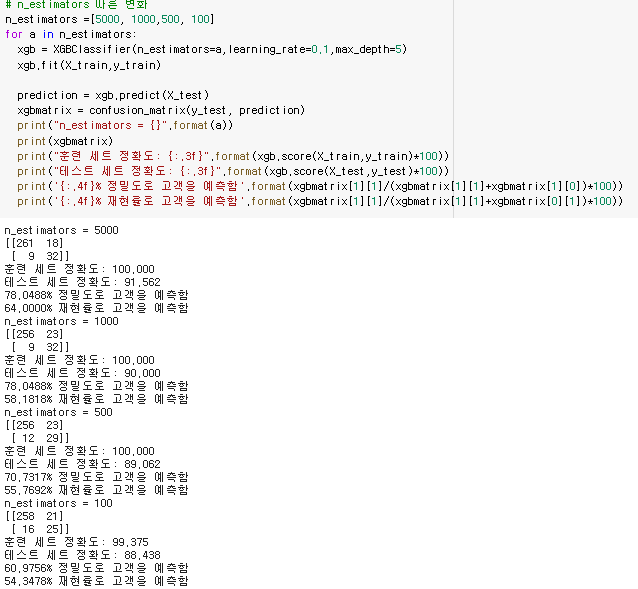 # n_estimators 따른 변화
n_estimators =[5000, 1000,500, 100]
for a in n_estimators:
  xgb = XGBClassifier(n_estimators=a,learning_rate=0.1,max_depth=5)
  xgb.fit(X_train,y_train)

  prediction = xgb.predict(X_test)
  xgbmatrix = confusion_matrix(y_test, prediction)
  print("n_estimators = {}".format(a))
  print(xgbmatrix)
  print("훈련 세트 정확도: {:.3f}".format(xgb.score(X_train,y_train)*100))
  print("테스트 세트 정확도: {:.3f}".format(xgb.score(X_test,y_test)*100))
  print('{:.4f}% 정밀도로 고객을 예측함'.format(xgbmatrix[1][1]/(xgbmatrix[1][1]+xgbmatrix[1][0])*100))
  print('{:.4f}% 재현률로 고객을 예측함'.format(xgbmatrix[1][1]/(xgbmatrix[1][1]+xgbmatrix[0][1])*100))
n_estimators = 5000
[[261  18]
 [  9  32]]
훈련 세트 정확도: 100.000
테스트 세트 정확도: 91.562
78.0488% 정밀도로 고객을 예측함
64.0000% 재현률로 고객을 예측함
n_estimators = 1000
[[256  23]
 [  9  32]]
훈련 세트 정확도: 100.000
테스트 세트 정확도: 90.000
78.0488% 정밀도로 고객을 예측함
58.1818% 재현률로 고객을 예측함
n_estimators = 500
[[256  23]
 [ 12  29]]
훈련 세트 정확도: 100.000
테스트 세트 정확도: 89.062
70.7317% 정밀도로 고객을 예측함
55.7692% 재현률로 고객을 예측함
n_estimators = 100
[[258  21]
 [ 16  25]]
훈련 세트 정확도: 99.375
테스트 세트 정확도: 88.438
60.9756% 정밀도로 고객을 예측함
54.3478% 재현률로 고객을 예측함